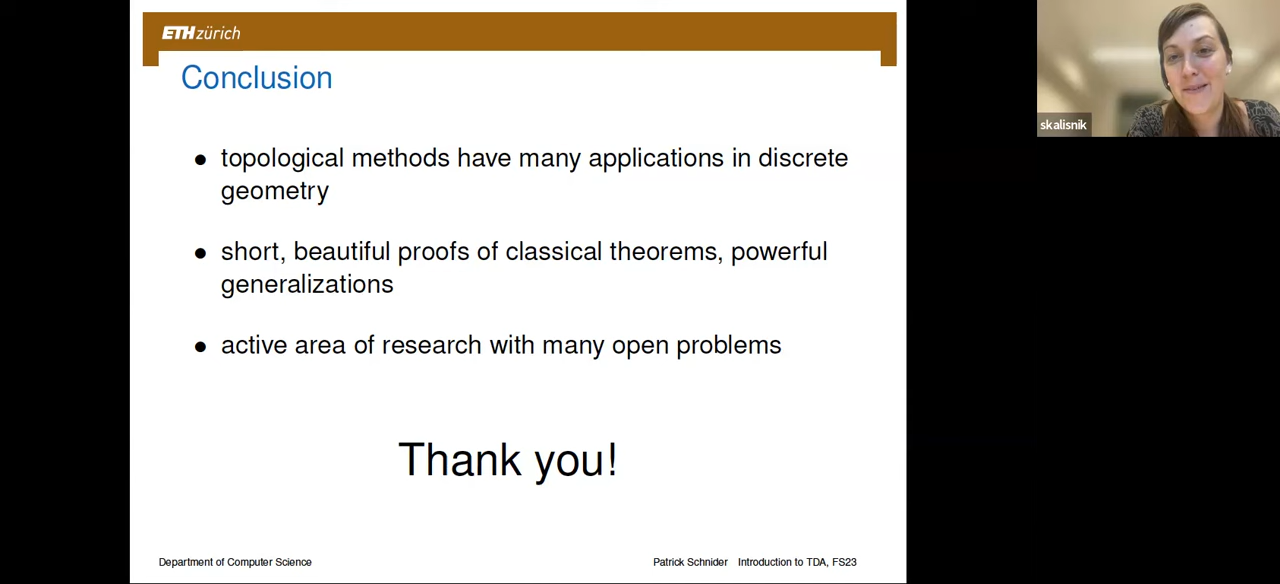 ETH zürich
Conclusion
● topological methods have many applications in discrete
geometry
● short, beautiful proofs of classical theorems, powerful
generalizations
● active area of research with many open problems
Thank you!
Department of Computer Science
Patrick Schnider Introduction to TDA, FS23
skalisnik